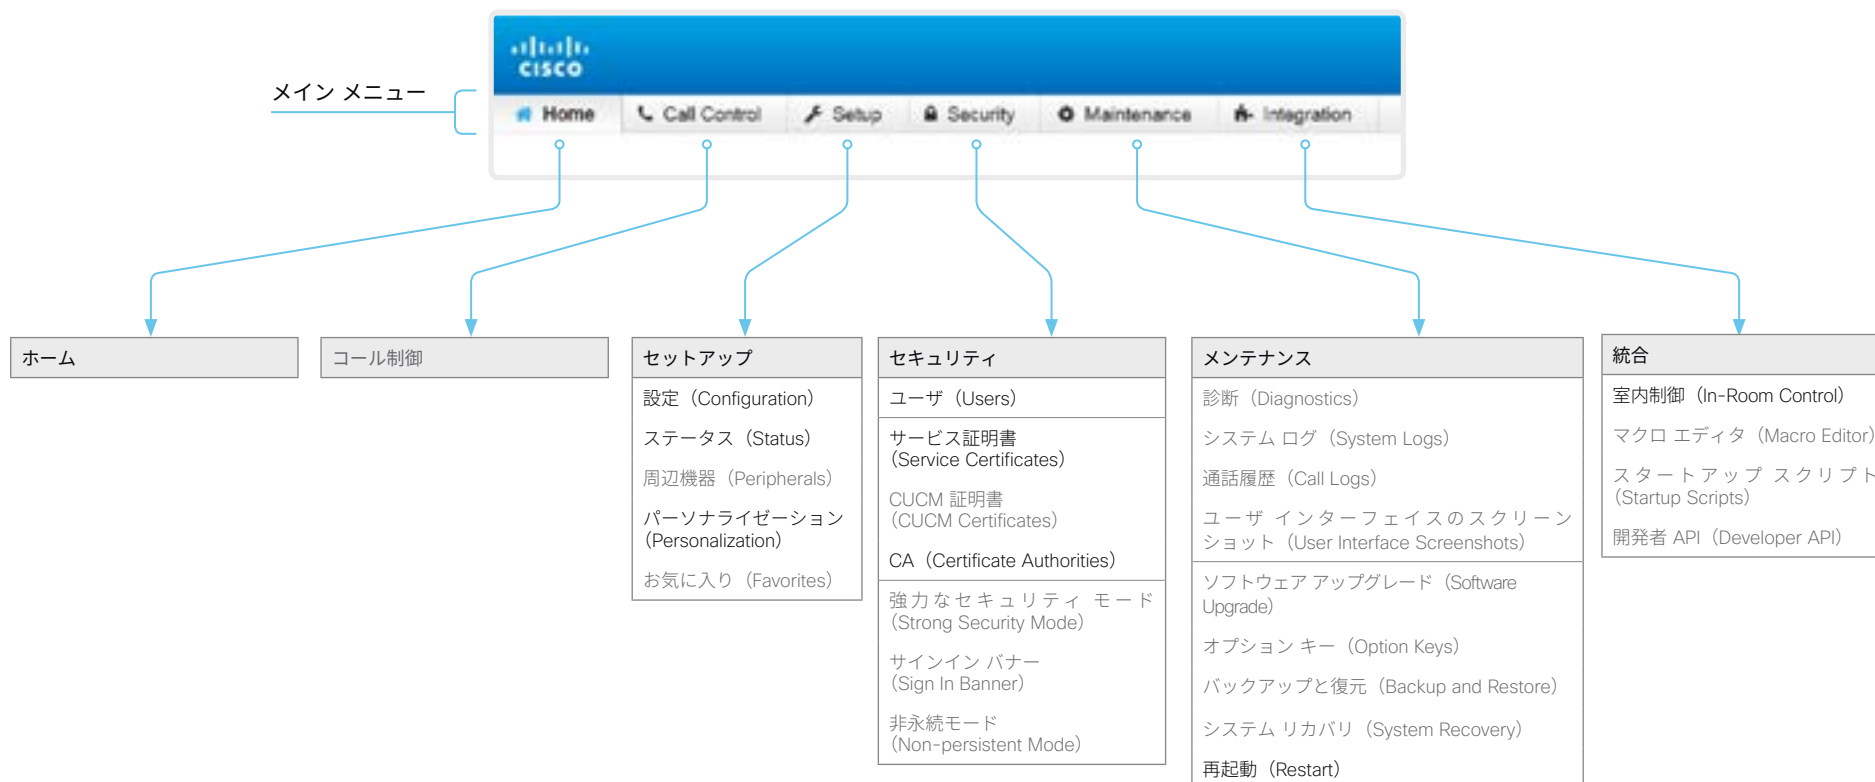 CISCO
メイン メニュー
Home
Call Control
Setup
Security
Maintenance
Integration
ホーム
コール制御
セットアップ
設定（Configuration）
ステータス（Status）
周辺機器（Peripherals）
パーソナライゼーション
（Personalization）
お気に入り（Favorites）
セキュリティ
ユーザ（Users）
サービス証明書
（Service Certificates）
CUCM 証明書
（CUCM Certificates）
CA（Certificate Authorities）
強力なセキュリティ モード
（Strong Security Mode）
サインイン バナー
（Sign In Banner）
非永続モード
（Non-persistent Mode）
メンテナンス
診断（Diagnostics）
システム ログ（System Logs）
通話履歴（Call Logs）
ユーザ インターフェイスのスクリーン
ショット（User Interface Screenshots）
ソフトウェア アップグレード（Software
Upgrade）
オプション キー（Option Keys）
バックアップと復元（Backup and Restore）
システム リカバリ（System Recovery）
再起動（Restart）
統合
室内制御（In-Room Control）
マクロ エディタ（Macro Editor）
スタートアップ スクリプト
（Startup Scripts）
開発者 API（Developer API）